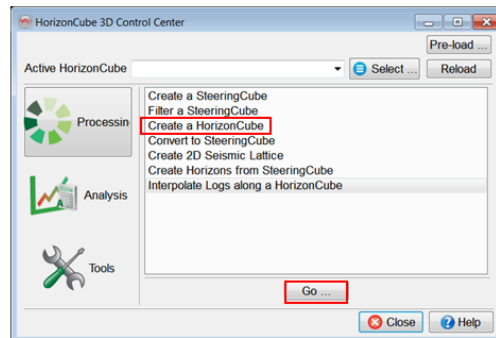 HorizonCube 3D Control Center
Pre-load ...
Active HorizonCube
Select ...
Reload
Processin
Analysis
Tools
Create a SteeringCube
Filter a SteeringCube
Create a HorizonCube
Convert to SteeringCube
Create 2D Seismic Lattice
Create Horizons from SteeringCube
Interpolate Logs along a HorizonCube
Go ...
Close
Help